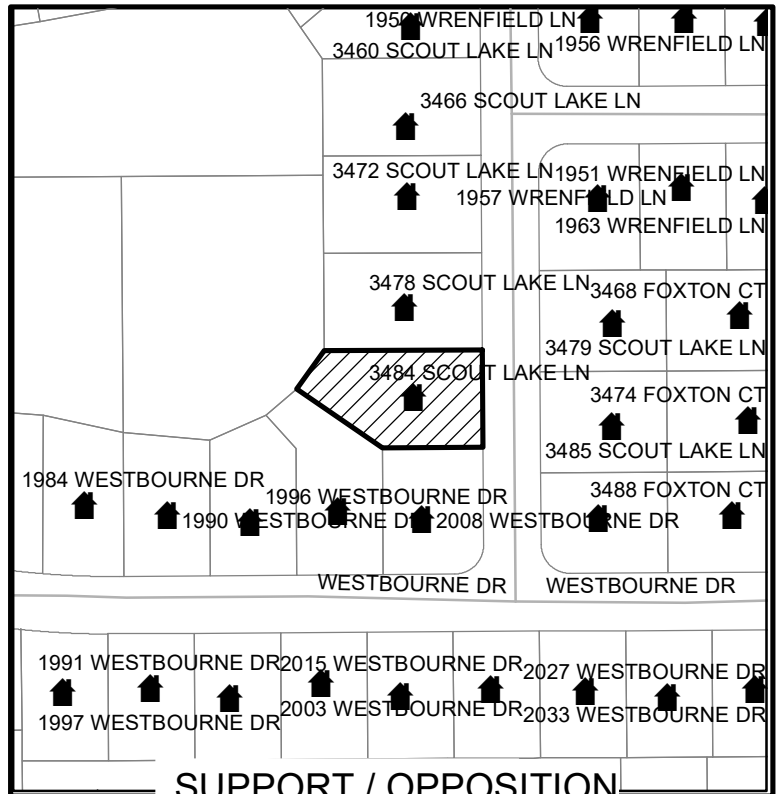 1950 WRENFIELD LN
3460 SCOUT LAKE LN
1956 WRENFIELD LN
3466 SCOUT LAKE LN
3472 SCOUT LAKE LN
1951 WRENFIELD LN
1957 WRENFIELD LN
1963 WRENFIELD LN
3478 SCOUT LAKE LN
3468 FOXTON CT
3479 SCOUT LAKE LN
3484 SCOUT LAKE LN
3474 FOXTON CT
3485 SCOUT LAKE LN
1984 WESTBOURNE DR
1996 WESTBOURNE DR
3488 FOXTON CT
1990 WESTBOURNE DR
2008 WESTBOURNE DR
WESTBOURNE DR
WESTBOURNE DR
1991 WESTBOURNE DR
2015 WESTBOURNE DR
2027 WESTBOURNE DR
1997 WESTBOURNE DR
2003 WESTBOURNE DR
2033 WESTBOURNE DR
SUPPORT / OPPOSITION